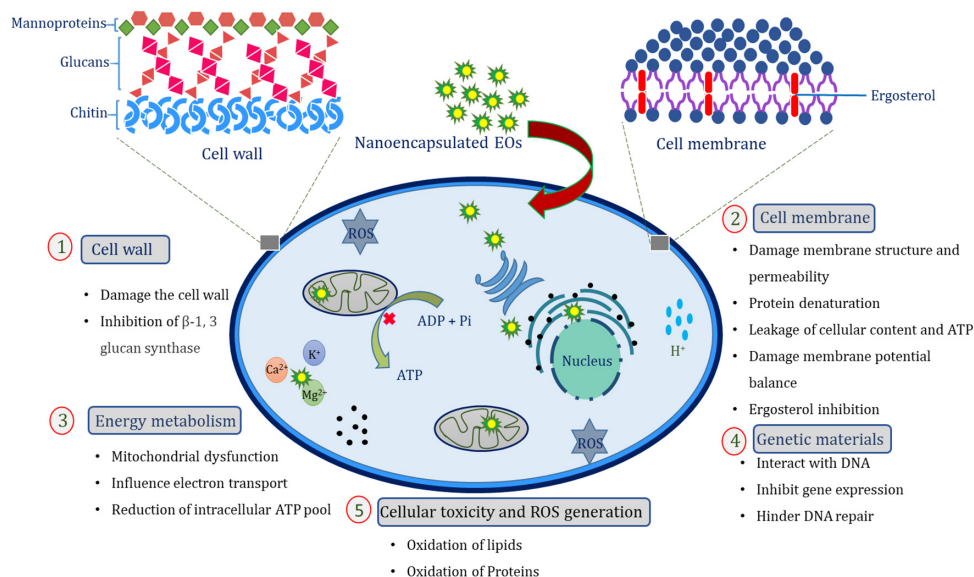 Mannoproteins
Glucans
Chitin
Cell wall
Nanoencapsulated EOs
Ergosterol
Cell membrane
1
Cell wall
• Damage the cell wall
• Inhibition of β-1, 3
glucan synthase
2
Cell membrane
• Damage membrane structure and
permeability
• Protein denaturation
• Leakage of cellular content and ATP
• Damage membrane potential
balance
• Ergosterol inhibition
ROS
ADP + Pi
ATP
K⁺
Ca²⁺
Mg²⁺
Nucleus
H⁺
ROS
3
Energy metabolism
• Mitochondrial dysfunction
• Influence electron transport
• Reduction of intracellular ATP pool
4
Genetic materials
• Interact with DNA
• Inhibit gene expression
• Hinder DNA repair
5
Cellular toxicity and ROS generation
• Oxidation of lipids
• Oxidation of Proteins